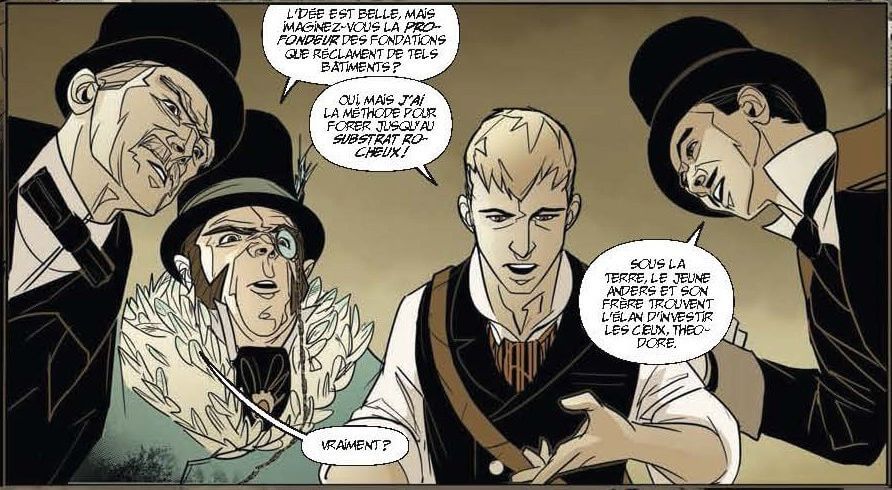 L'IDÉE EST BELLE, MAIS
IMAGINEZ-VOUS LA PRO-
FONDEUR DES FONDATIONS
QUE RÉCLAMENT DE TELS
BÂTIMENTS ?
OUI, MAIS J'AI
LA MÉTHODE POUR
FORER JUSQU'AU
SUBSTRAT RO-
CHEUX !
SOUS LA
TERRE, LE JEUNE
ANDERS ET SON
FRÈRE TROUVENT
L'ÉLAN D'INVESTIR
LES CIEUX, THEO-
DORE.
VRAIMENT ?